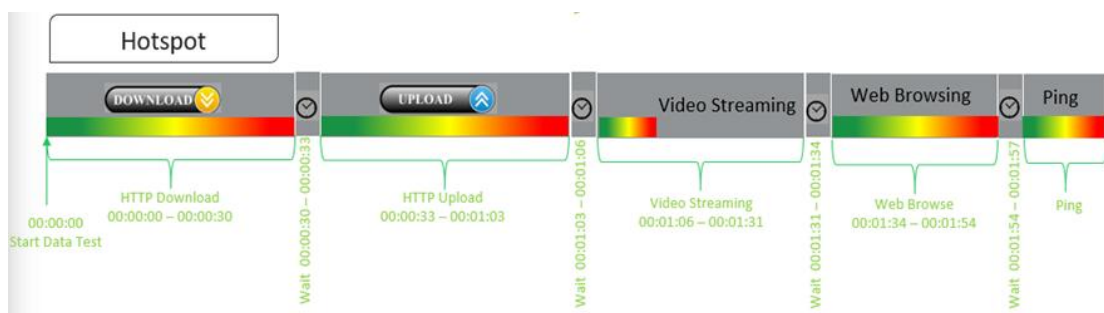 Hotspot
DOWNLOAD
UPLOAD
Video Streaming
Web Browsing
Ping
HTTP Download
00:00:00 – 00:00:30
HTTP Upload
00:00:33 – 00:01:03
Video Streaming
00:01:06 – 00:01:31
Web Browse
00:01:34 – 00:01:54
Ping
00:00:00
Start Data Test
Wait 00:00:30 – 00:00:33
Wait 00:01:03 – 00:01:06
Wait 00:01:31 – 00:01:34
Wait 00:01:54 – 00:01:57